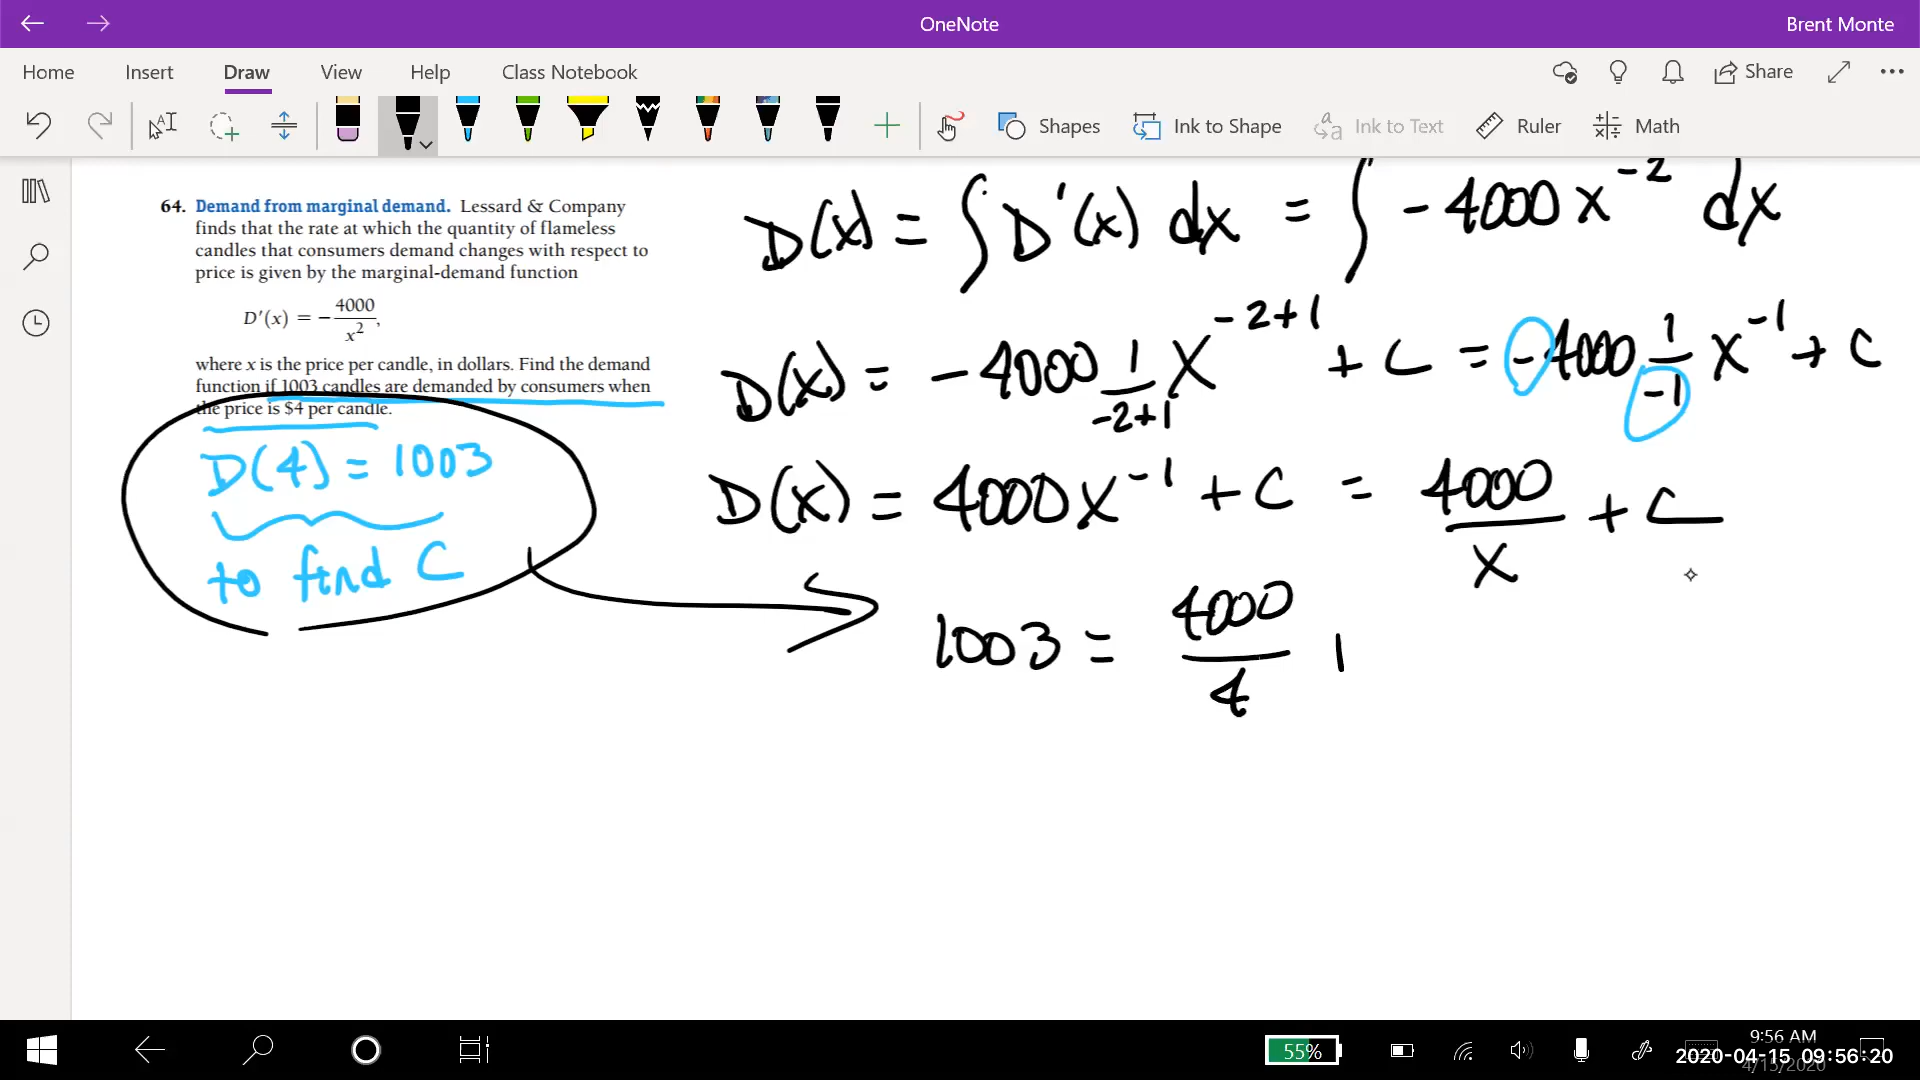 OneNote
Brent Monte
Home Insert Draw View Help Class Notebook
Share
Shapes Ink to Shape Ink to Text Ruler Math
64. Demand from marginal demand. Lessard & Company
finds that the rate at which the quantity of flameless
candles that consumers demand changes with respect to
price is given by the marginal-demand function
D'(x) = -4000/x²,
where x is the price per candle, in dollars. Find the demand
function if 1003 candles are demanded by consumers when
the price is $4 per candle.
D(4) = 1003
to find C
D(x) = ∫ D'(x) dx = ∫ -4000 x^-2 dx
D(x) = -4000 1/(-2+1) x^(-2+1) + C = -4000 1/-1 x^-1 + C
D(x) = 4000x^-1 + C = 4000/x + C
1003 = 4000/4
55%
9:56 AM
4/15/2020
2020-04-15 09:56:20